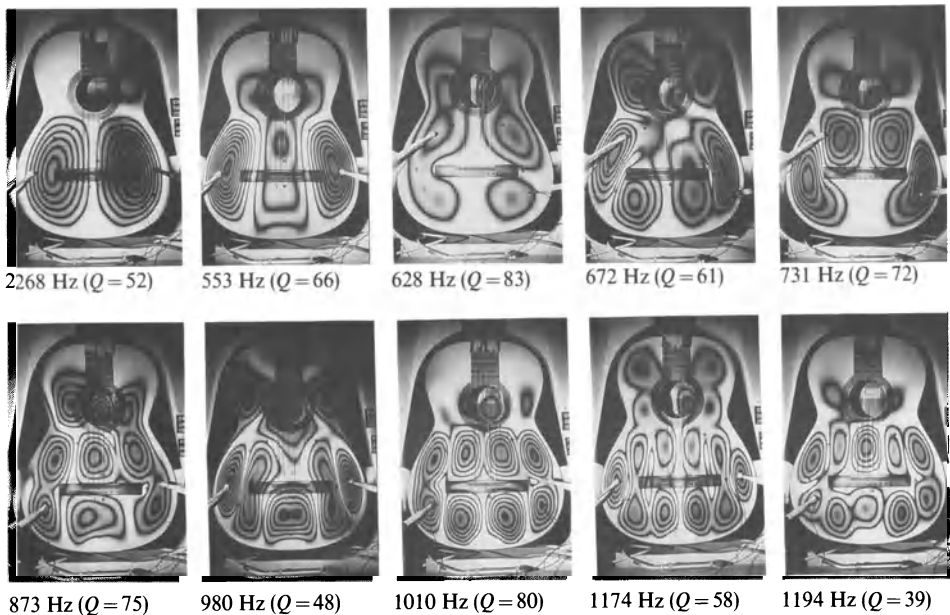 2268 Hz (Q = 52) 553 Hz (Q = 66) 628 Hz (Q = 83) 672 Hz (Q = 61) 731 Hz (Q = 72)
873 Hz (Q = 75) 980 Hz (Q = 48) 1010 Hz (Q = 80) 1174 Hz (Q = 58) 1194 Hz (Q = 39)